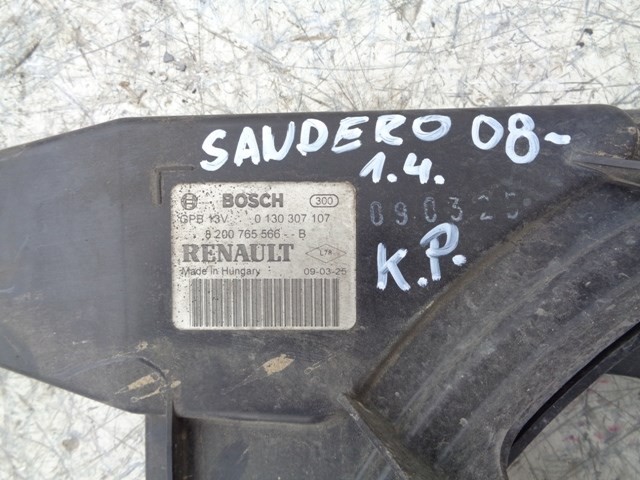 SANDERO 08-
1.4.
BOSCH 300
GPB 13V 0 130 307 107
8 200 765 566 - - B
RENAULT
Made in Hungary 09-03-25
090325
K.P.